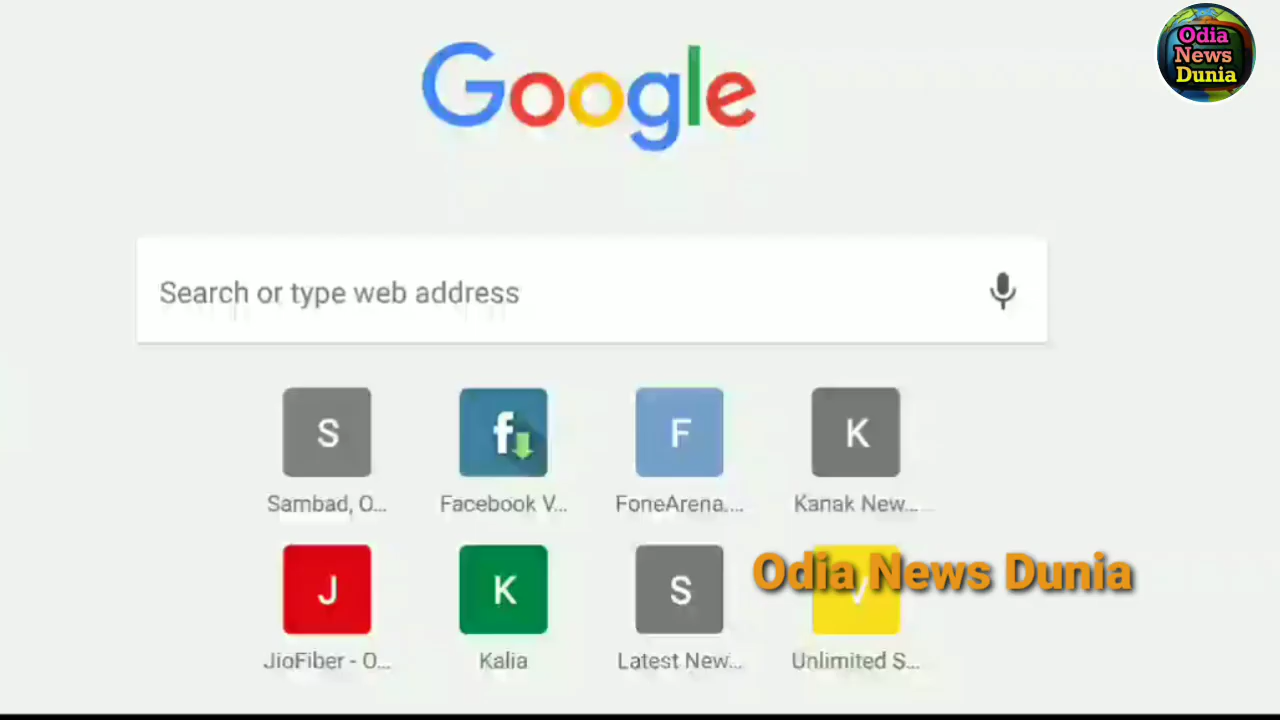 Odia
News
Dunia
Google
Search or type web address
S
f
F
K
Sambad, O...
Facebook V...
FoneArena....
Kanak New...
J
K
S
V
Odia News Dunia
JioFiber - O...
Kalia
Latest New...
Unlimited S...